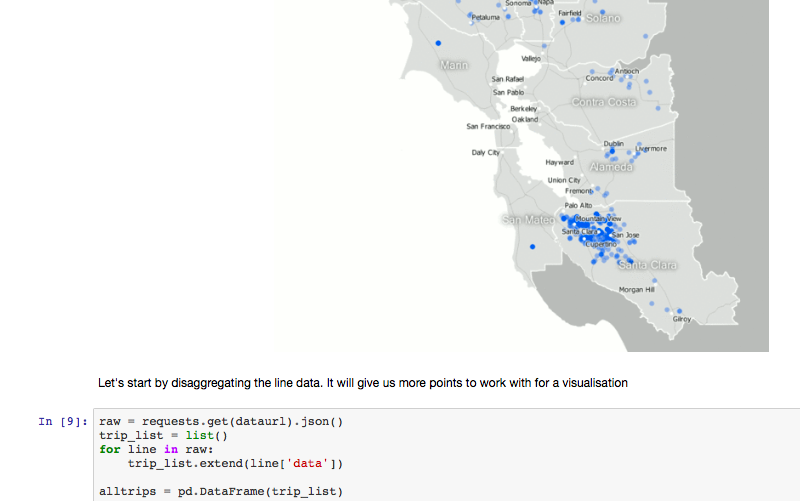 Sonoma Napa
Petaluma
Fairfield
Solano
Marin
Vallejo
San Rafael
San Pablo
Antioch
Concord
Contra Costa
Berkeley
Oakland
San Francisco
Daly City
Dublin
Livermore
Hayward
Alameda
Union City
Fremont
Palo Alto
San Mateo
Mountain View
Santa Clara
San Jose
Cupertino
Santa Clara
Morgan Hill
Gilroy
Let's start by disaggregating the line data. It will give us more points to work with for a visualisation
In [9]: raw = requests.get(dataurl).json()
trip_list = list()
for line in raw:
    trip_list.extend(line['data'])
alltrips = pd.DataFrame(trip_list)